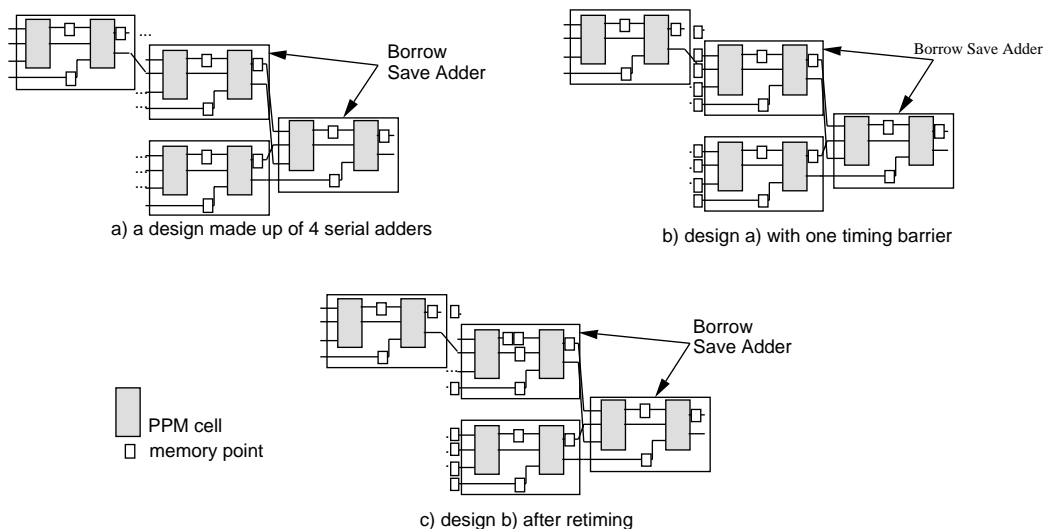 Borrow
Save Adder
a) a design made up of 4 serial adders
Borrow Save Adder
b) design a) with one timing barrier
Borrow
Save Adder
PPM cell
memory point
c) design b) after retiming